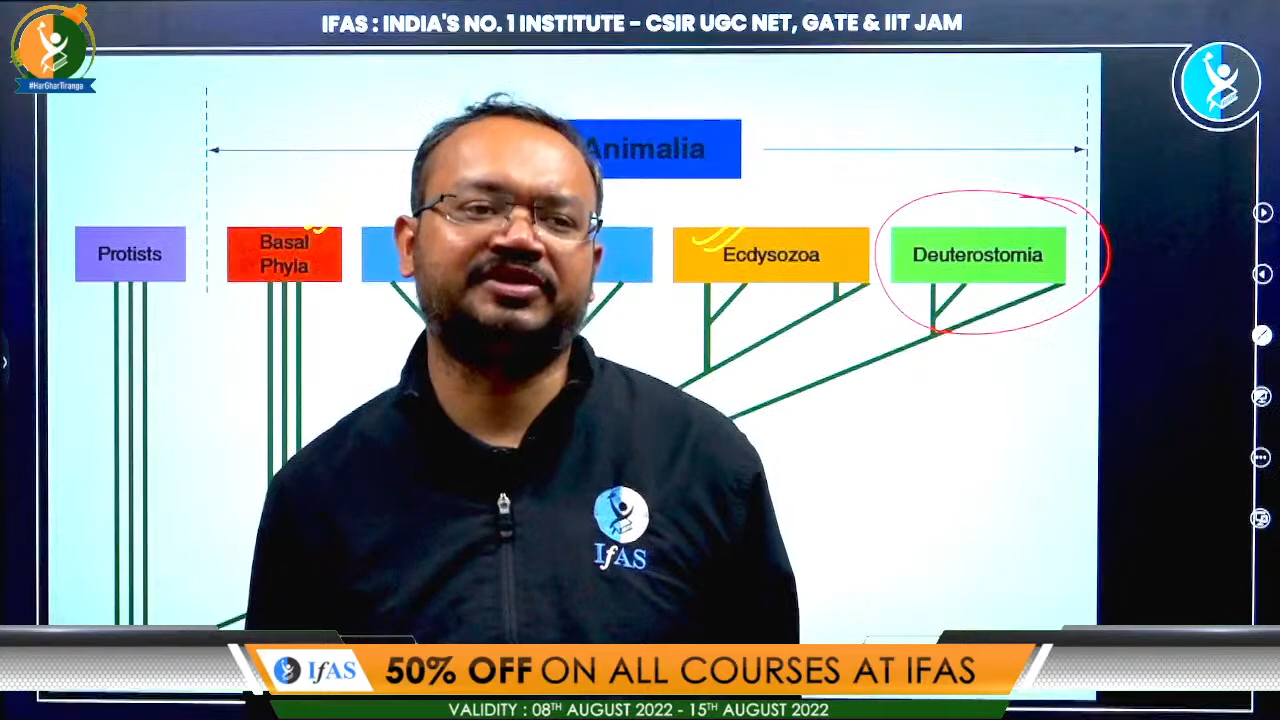 IFAS : INDIA'S NO. 1 INSTITUTE - CSIR UGC NET, GATE & IIT JAM
#HarGharTiranga
Animalia
Protists
Basal
Phyla
Ecdysozoa
Deuterostomia
IfAS
IfAS
50% OFF ON ALL COURSES AT IFAS
VALIDITY : 08TH AUGUST 2022 - 15TH AUGUST 2022